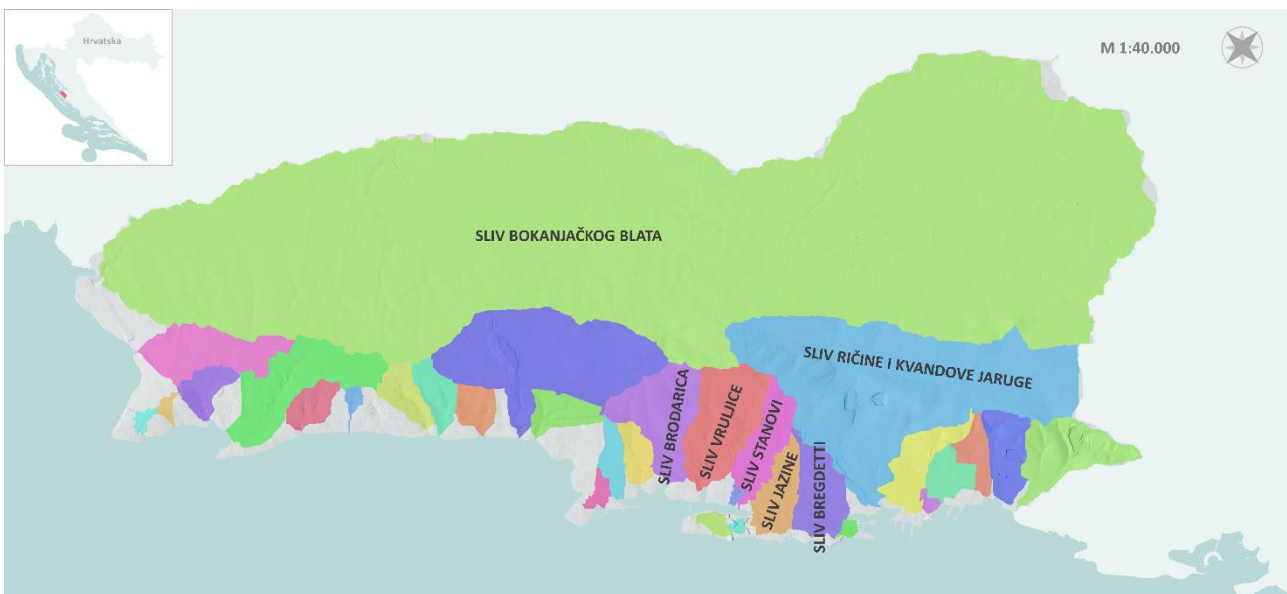 Hrvatska
M 1:40.000
SLIV BOKANJAČKOG BLATA
SLIV RIČINE I KVANDOVE JARUGE
SLIV BRODARICA
SLIV VRULJICE
SLIV STANOVI
SLIV JAZINE
SLIV BREGDETTI